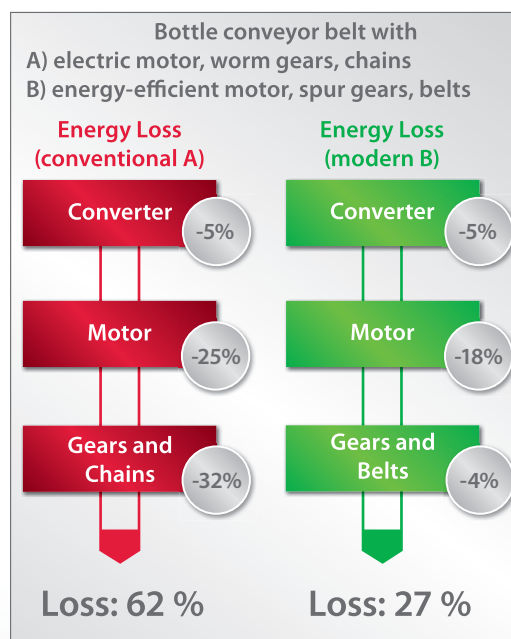 Bottle conveyor belt with
A) electric motor, worm gears, chains
B) energy-efficient motor, spur gears, belts
Energy Loss
(conventional A)
Energy Loss
(modern B)
Converter
-5%
Converter
-5%
Motor
-25%
Motor
-18%
Gears and
Chains
-32%
Gears and
Belts
-4%
Loss: 62 %
Loss: 27 %